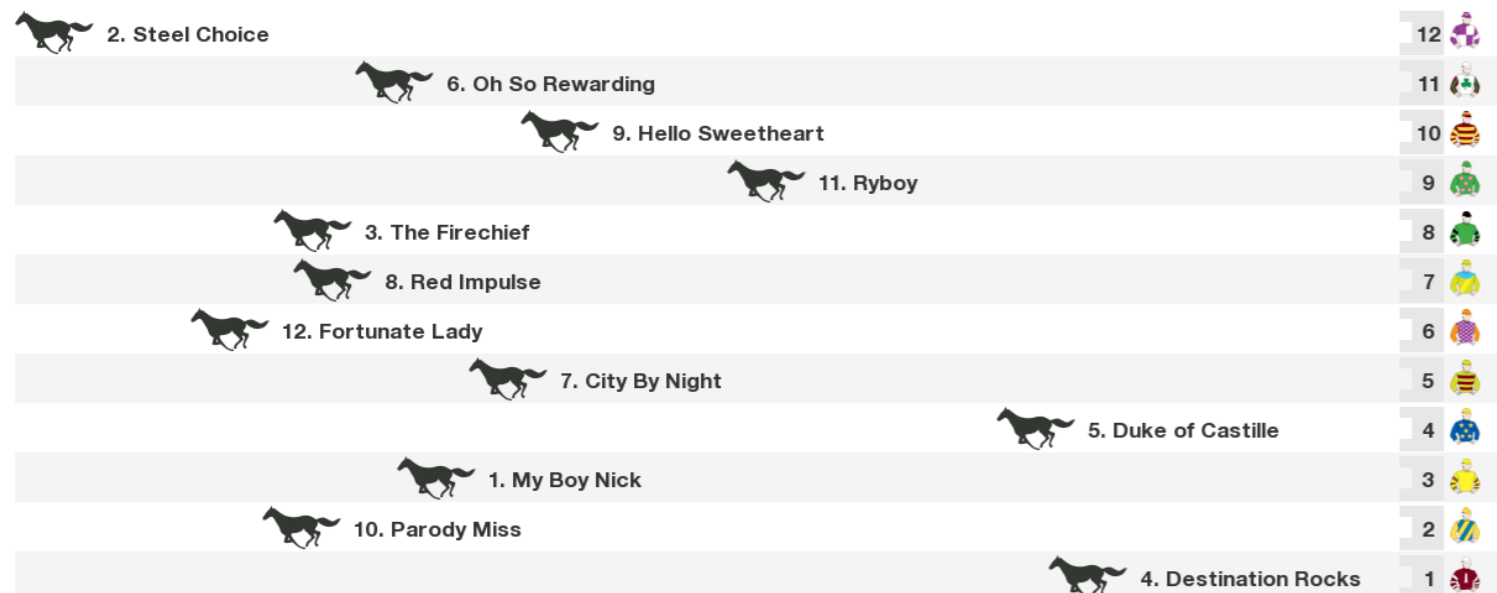 2. Steel Choice 12
6. Oh So Rewarding 11
9. Hello Sweetheart 10
11. Ryboy 9
3. The Firechief 8
8. Red Impulse 7
12. Fortunate Lady 6
7. City By Night 5
5. Duke of Castille 4
1. My Boy Nick 3
10. Parody Miss 2
4. Destination Rocks 1